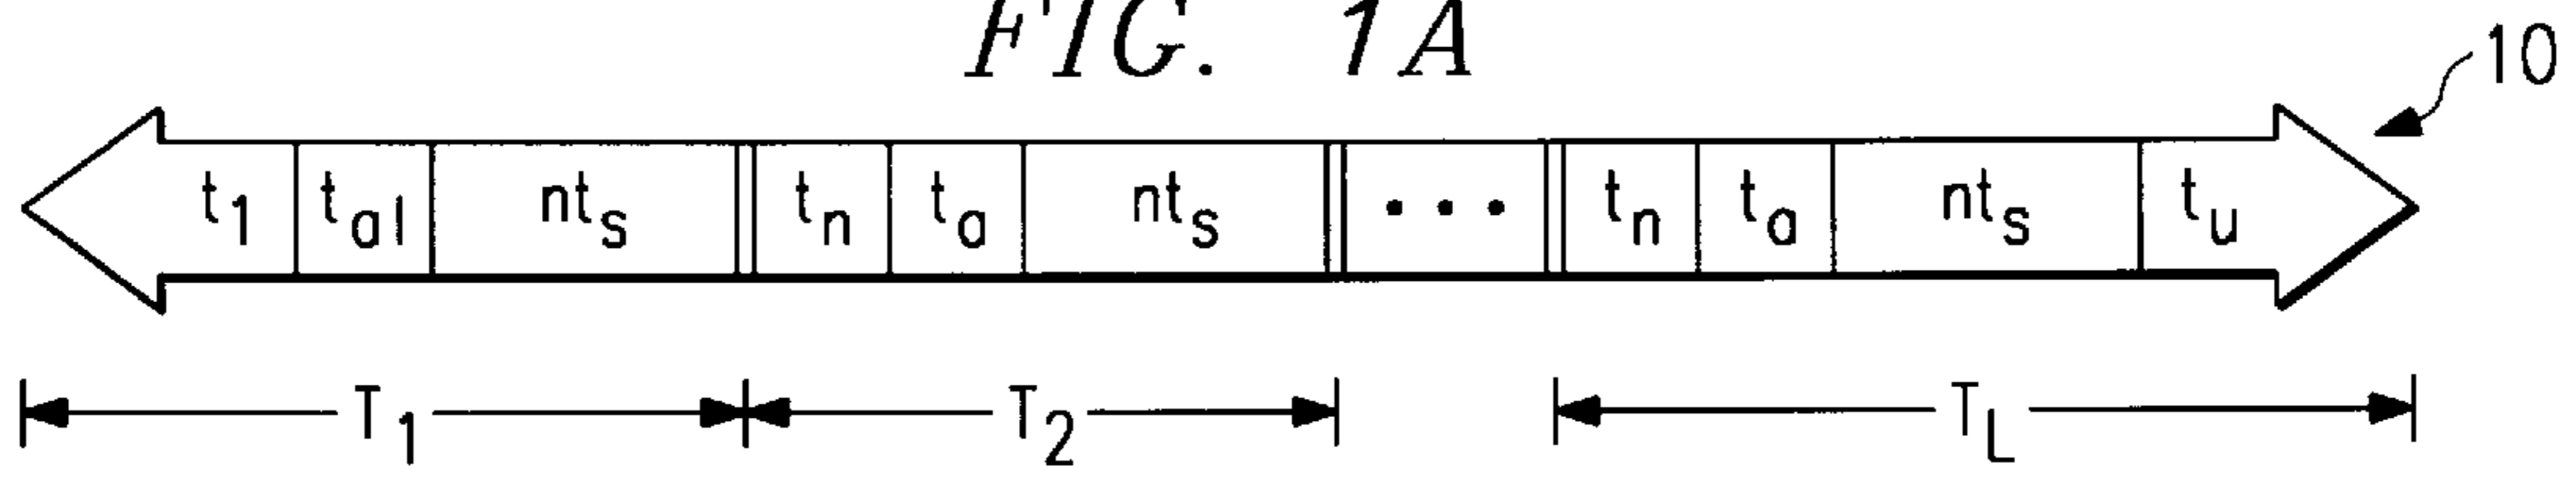 FIG. 1A
10
t1 tal nts tn ta nts ... tn ta nts tu
T1 T2 TL